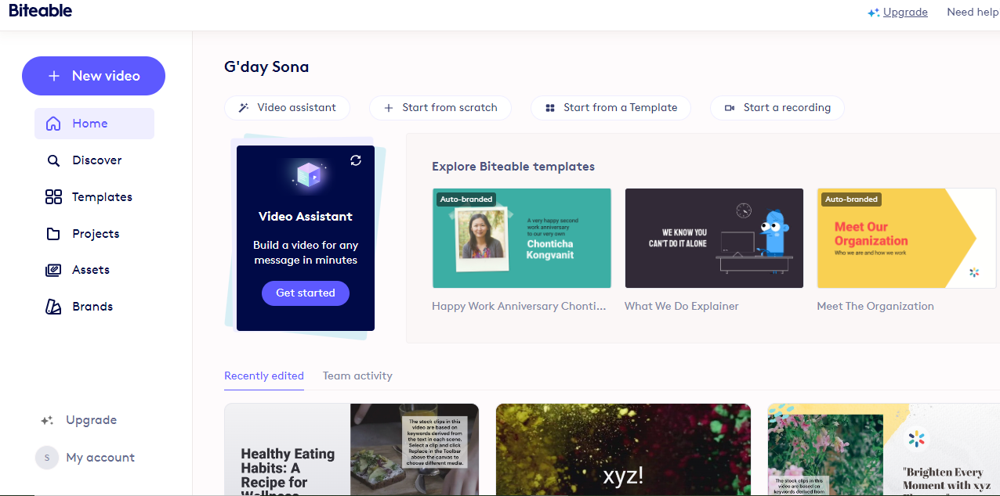 Biteable
Upgrade
Need help
New video
Home
Discover
Templates
Projects
Assets
Brands
Upgrade
S
My account
G'day Sona
Video assistant
Start from scratch
Start from a Template
Start a recording
Video Assistant
Build a video for any
message in minutes
Get started
Explore Biteable templates
Auto-branded
A very happy second
work anniversary
to our very own
Chonticha
Kongvanit
Happy Work Anniversary Chonti...
WE KNOW YOU
CAN'T DO IT ALONE
What We Do Explainer
Auto-branded
Meet Our
Organization
Who we are and how we work
Meet The Organization
Recently edited
Team activity
Healthy Eating
Habits: A
Recipe for
Wellness
The stock clips in this
video are based on
keywords derived from
the text in each scene.
Select a clip and click
Replace in the Toolbar
above the canvas to
choose different media.
xyz!
The stock clips in this
video are based on
keywords derived from
"Brighten Every
Moment with xyz